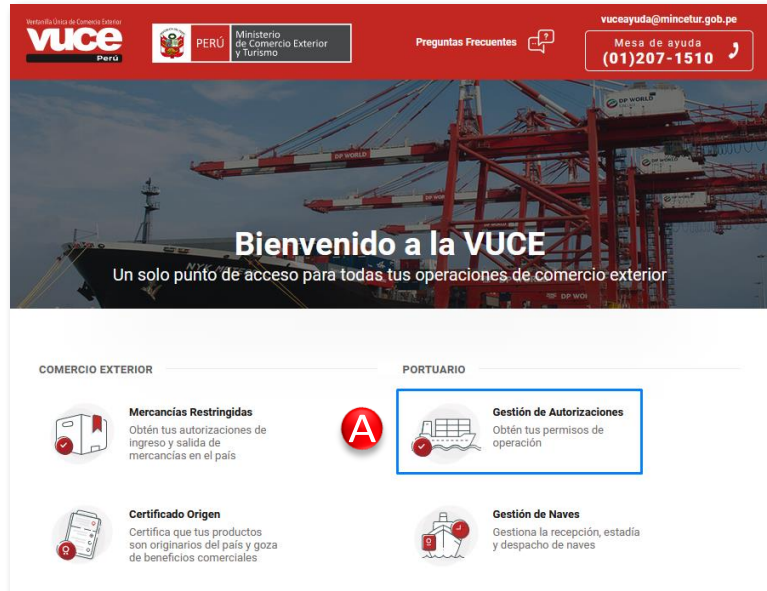 Ventanilla Única de Comercio Exterior
vuce
Perú
PERÚ
Ministerio
de Comercio Exterior
y Turismo
Preguntas Frecuentes
?
vuceayuda@mincetur.gob.pe
Mesa de ayuda
(01)207-1510
DP WORLD
DP WORLD
Bienvenido a la VUCE
Un solo punto de acceso para todas tus operaciones de comercio exterior
COMERCIO EXTERIOR
Mercancías Restringidas
Obtén tus autorizaciones de
ingreso y salida de
mercancías en el país
Certificado Origen
Certifica que tus productos
son originarios del país y goza
de beneficios comerciales
PORTUARIO
A
Gestión de Autorizaciones
Obtén tus permisos de
operación
Gestión de Naves
Gestiona la recepción, estadía
y despacho de naves